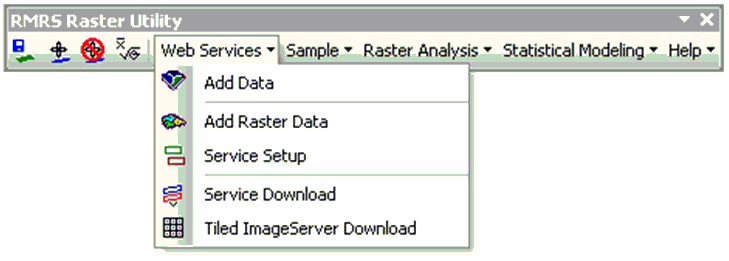 RMRS Raster Utility
Web Services Sample Raster Analysis Statistical Modeling Help
Add Data
Add Raster Data
Service Setup
Service Download
Tiled ImageServer Download